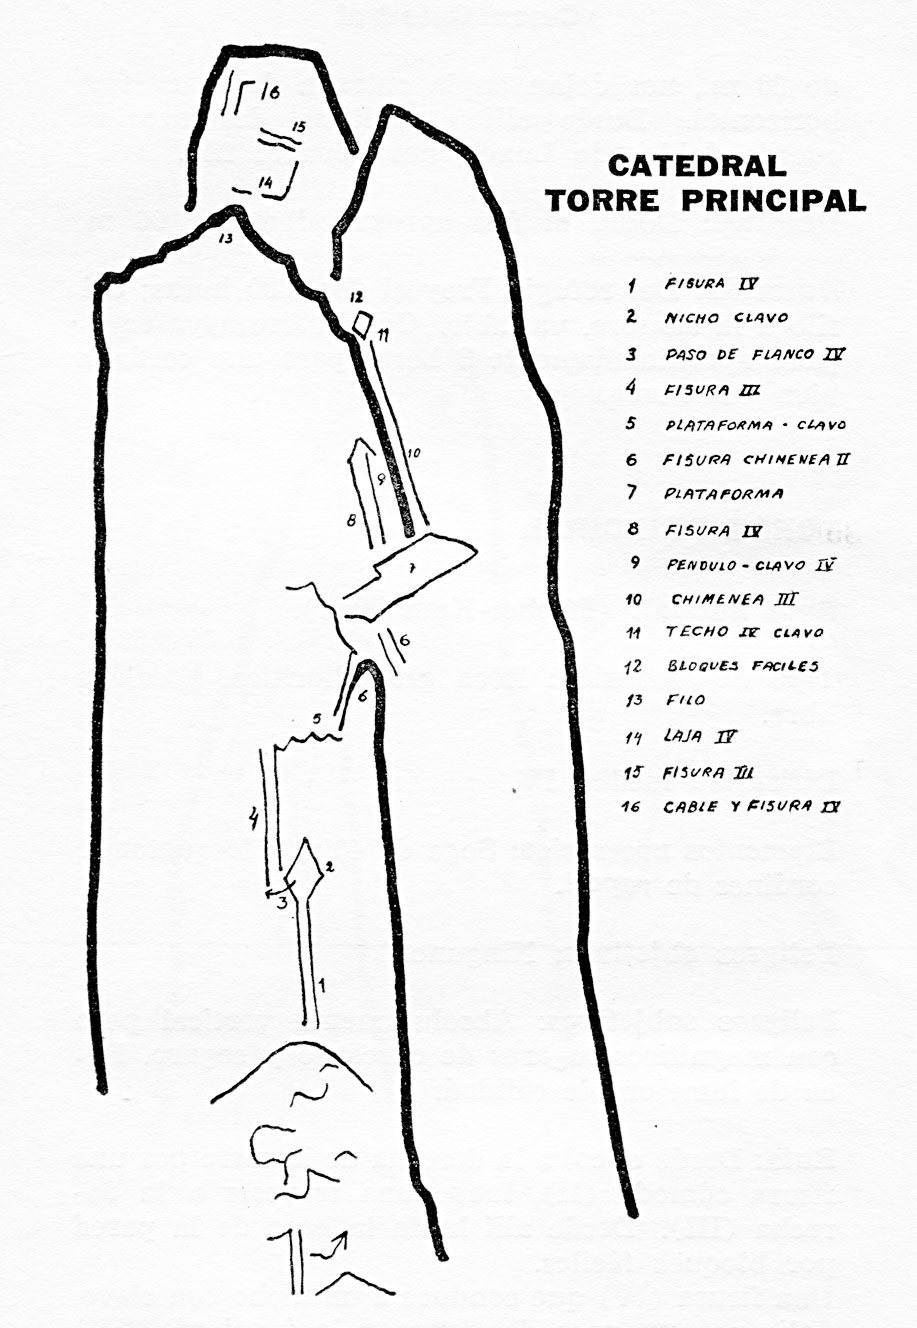 CATEDRAL
TORRE PRINCIPAL
1 FISURA IV
2 NICHO CLAVO
3 PASO DE FLANCO IV
4 FISURA III
5 PLATAFORMA - CLAVO
6 FISURA CHIMENEA II
7 PLATAFORMA
8 FISURA IV
9 PENDULO - CLAVO IV
10 CHIMENEA III
11 TECHO IV CLAVO
12 BLOQUES FACILES
13 FILO
14 LAJA IV
15 FISURA III
16 CABLE Y FISURA IV
16
15
14
13
12
11
10
9
8
7
6
6
5
4
2
3
1